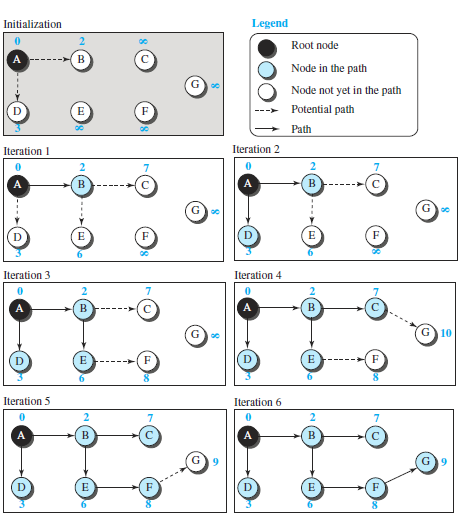 Initialization
0 2 ∞
A B C
G ∞
D E F
3 ∞ ∞
Legend
Root node
Node in the path
Node not yet in the path
Potential path
Path
Iteration 1
0 2 7
A B C
G ∞
D E F
3 6 ∞
Iteration 2
0 2 7
A B C
G ∞
D E F
3 6 ∞
Iteration 3
0 2 7
A B C
G ∞
D E F
3 6 8
Iteration 4
0 2 7
A B C
G 10
D E F
3 6 8
Iteration 5
0 2 7
A B C
G 9
D E F
3 6 8
Iteration 6
0 2 7
A B C
G 9
D E F
3 6 8